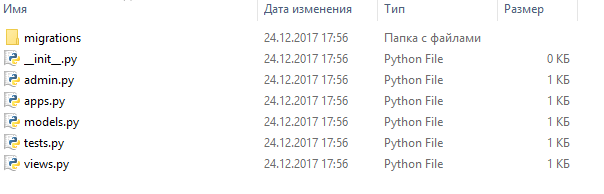 Имя Дата изменения Тип Размер
migrations 24.12.2017 17:56 Папка с файлами
__init__.py 24.12.2017 17:56 Python File 0 КБ
admin.py 24.12.2017 17:56 Python File 1 КБ
apps.py 24.12.2017 17:56 Python File 1 КБ
models.py 24.12.2017 17:56 Python File 1 КБ
tests.py 24.12.2017 17:56 Python File 1 КБ
views.py 24.12.2017 17:56 Python File 1 КБ